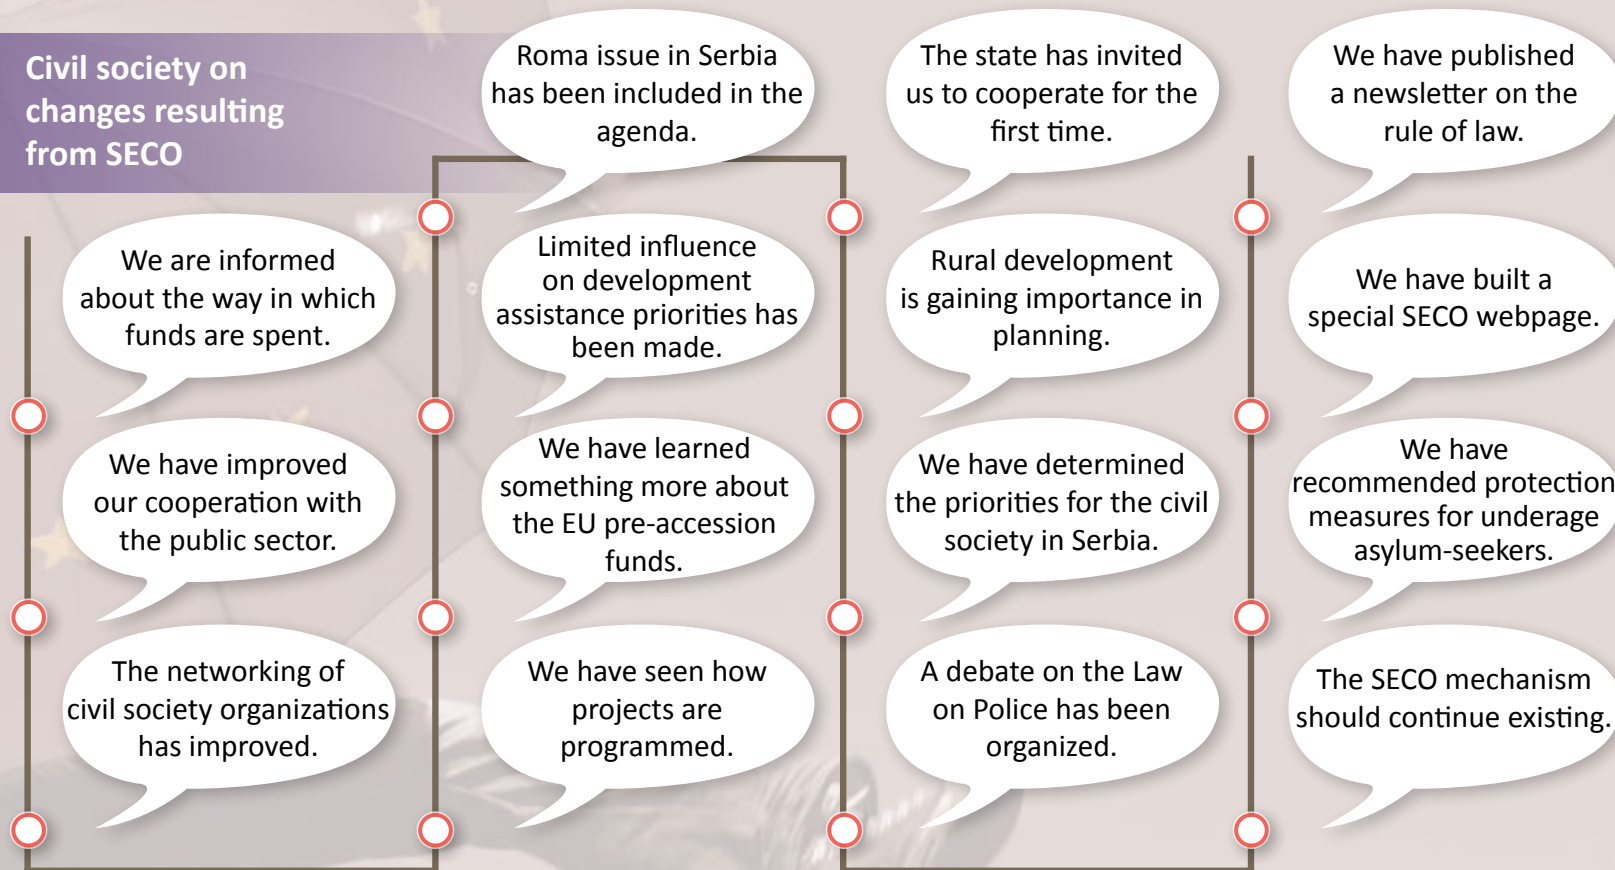 Civil society on
changes resulting
from SECO
We are informed
about the way in which
funds are spent.
We have improved
our cooperation with
the public sector.
The networking of
civil society organizations
has improved.
Roma issue in Serbia
has been included in the
agenda.
Limited influence
on development
assistance priorities has
been made.
We have learned
something more about
the EU pre-accession
funds.
We have seen how
projects are
programmed.
The state has invited
us to cooperate for the
first time.
Rural development
is gaining importance in
planning.
We have determined
the priorities for the civil
society in Serbia.
A debate on the Law
on Police has been
organized.
We have published
a newsletter on the
rule of law.
We have built a
special SECO webpage.
We have
recommended protection
measures for underage
asylum-seekers.
The SECO mechanism
should continue existing.